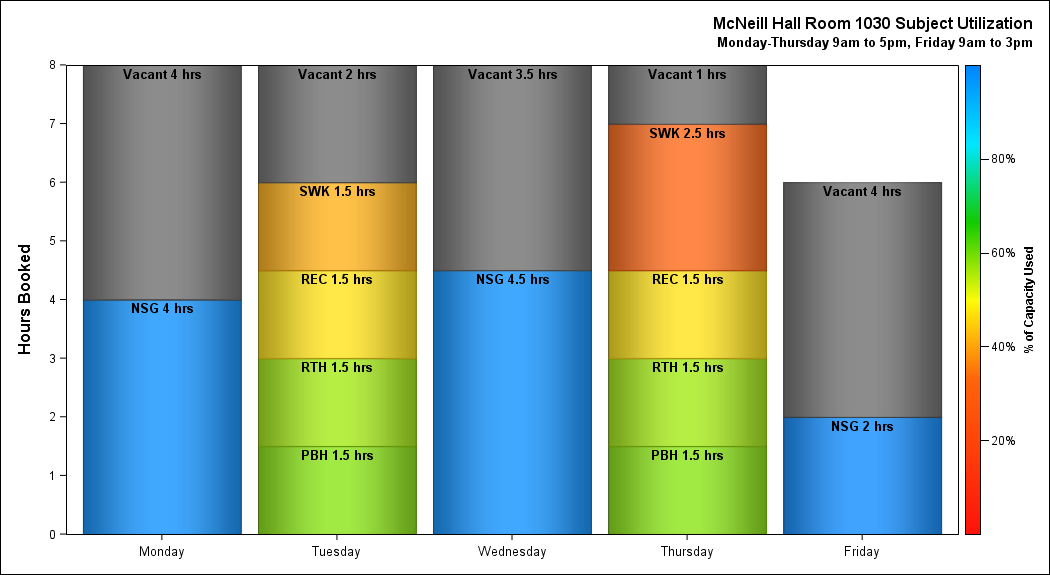 McNeill Hall Room 1030 Subject Utilization
Monday-Thursday 9am to 5pm, Friday 9am to 3pm
Hours Booked
8
7
6
5
4
3
2
1
0
Vacant 4 hrs
NSG 4 hrs
Vacant 2 hrs
SWK 1.5 hrs
REC 1.5 hrs
RTH 1.5 hrs
PBH 1.5 hrs
Vacant 3.5 hrs
NSG 4.5 hrs
Vacant 1 hrs
SWK 2.5 hrs
REC 1.5 hrs
RTH 1.5 hrs
PBH 1.5 hrs
Vacant 4 hrs
NSG 2 hrs
Monday
Tuesday
Wednesday
Thursday
Friday
80%
60%
40%
20%
% of Capacity Used